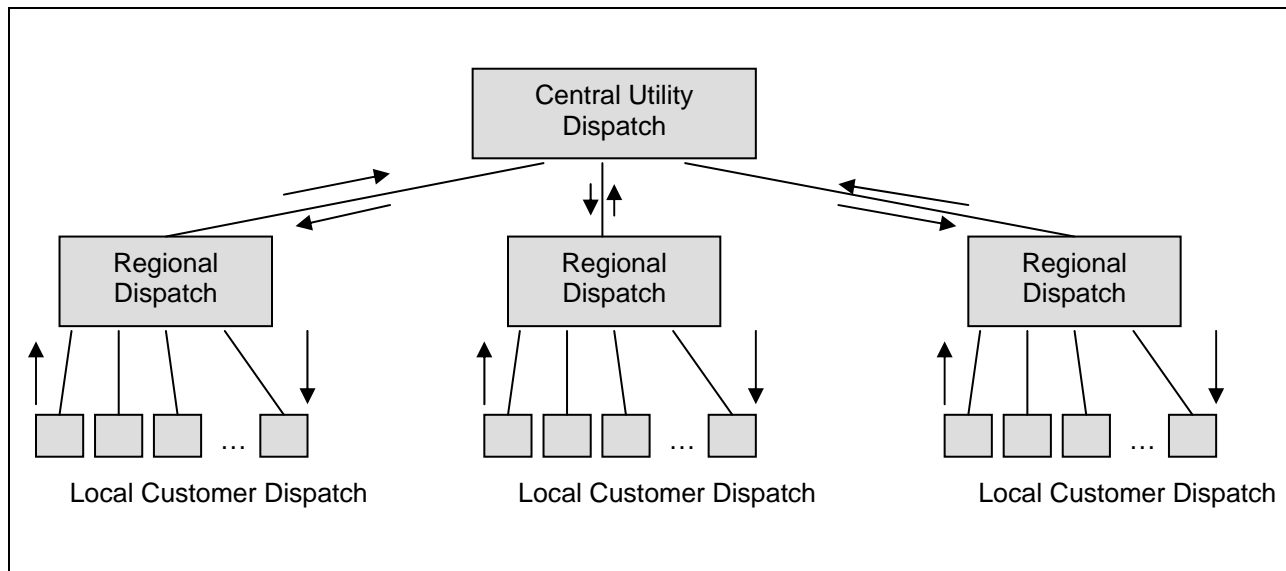 Central Utility
Dispatch
Regional
Dispatch
Regional
Dispatch
Regional
Dispatch
…
…
…
Local Customer Dispatch
Local Customer Dispatch
Local Customer Dispatch